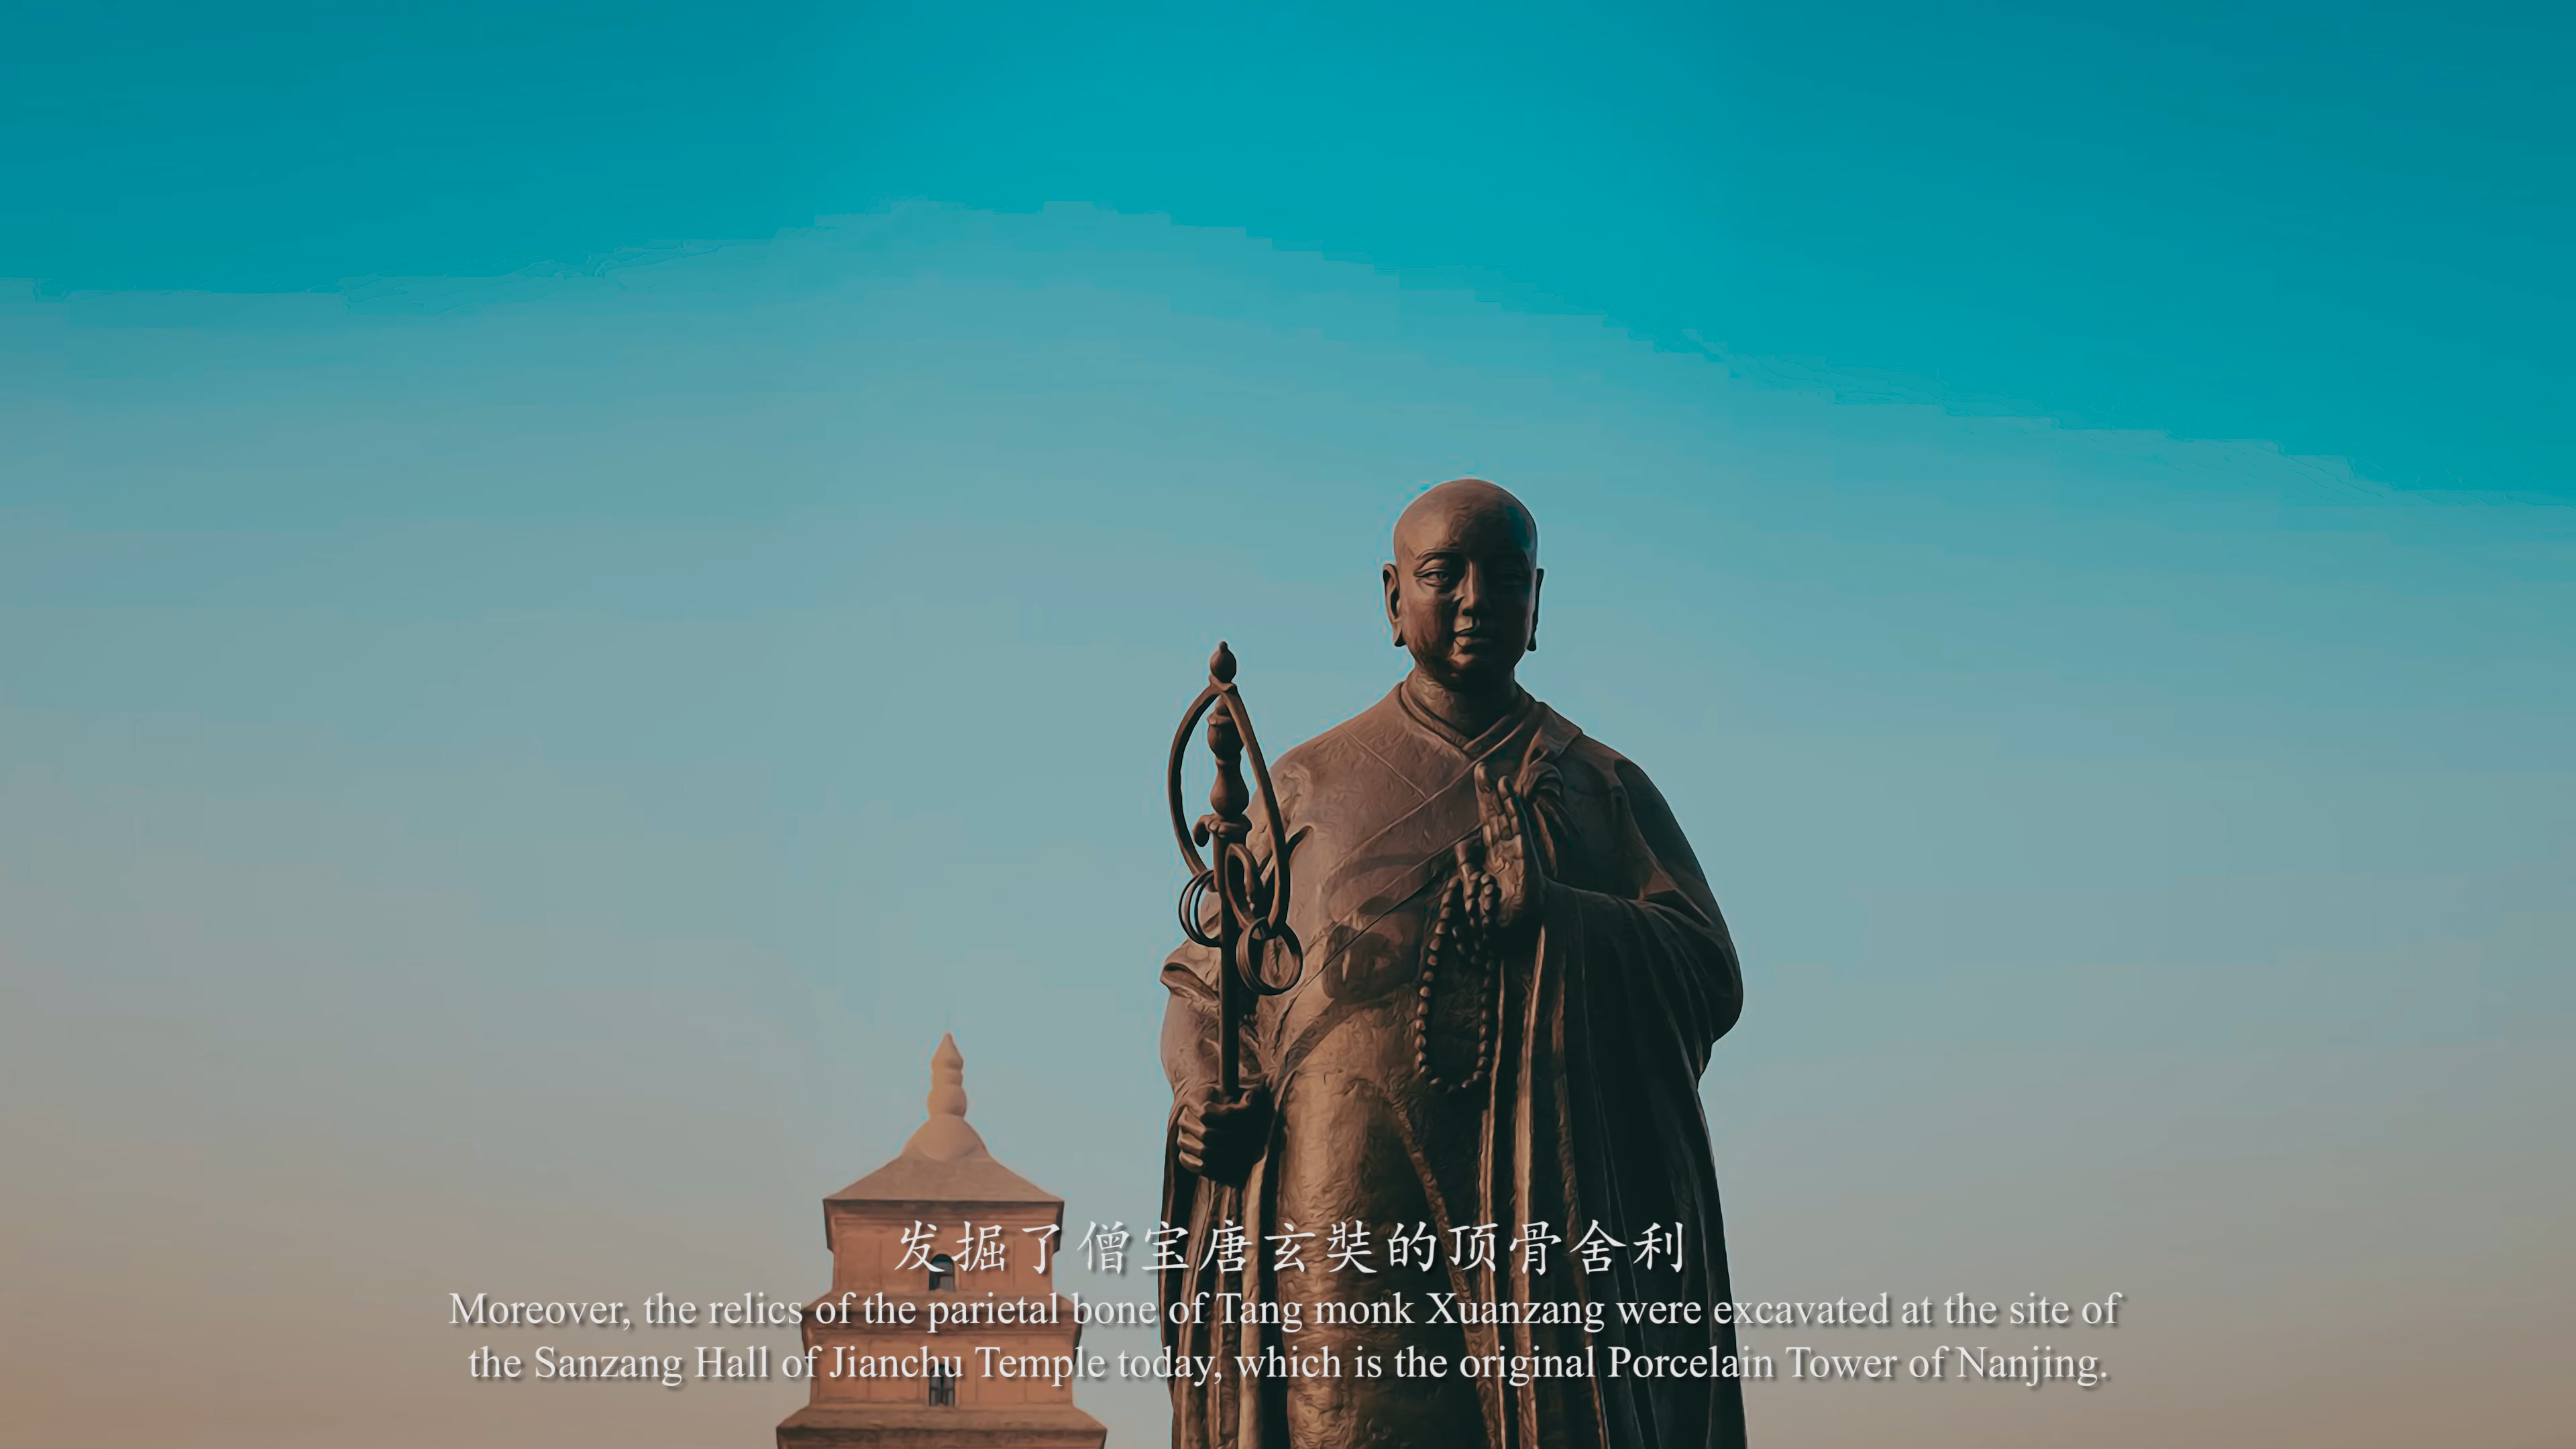 发掘了僧宝唐玄奘的顶骨舍利
Moreover, the relics of the parietal bone of Tang monk Xuanzang were excavated at the site of
the Sanzang Hall of Jianchu Temple today, which is the original Porcelain Tower of Nanjing.